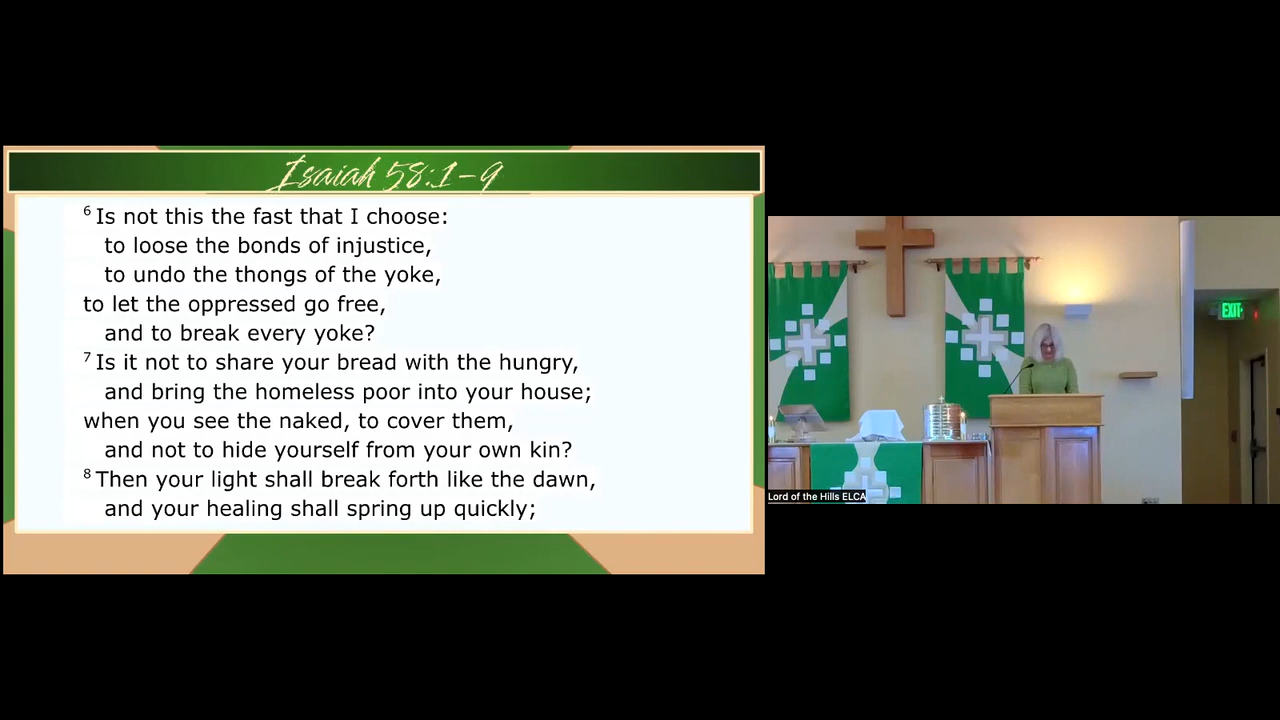 Isaiah 58:1-9
6 Is not this the fast that I choose:
to loose the bonds of injustice,
to undo the thongs of the yoke,
to let the oppressed go free,
and to break every yoke?
7 Is it not to share your bread with the hungry,
and bring the homeless poor into your house;
when you see the naked, to cover them,
and not to hide yourself from your own kin?
8 Then your light shall break forth like the dawn,
and your healing shall spring up quickly;
EXIT
Lord of the Hills ELCA